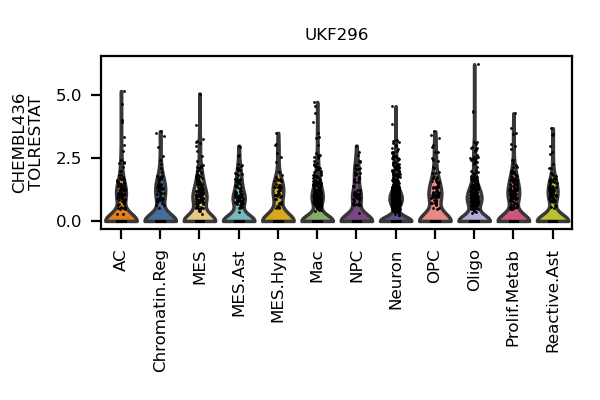 UKF296
CHEMBL436
TOLRESTAT
5.0
2.5
0.0
AC
Chromatin.Reg
MES
MES.Ast
MES.Hyp
Mac
NPC
Neuron
OPC
Oligo
Prolif.Metab
Reactive.Ast